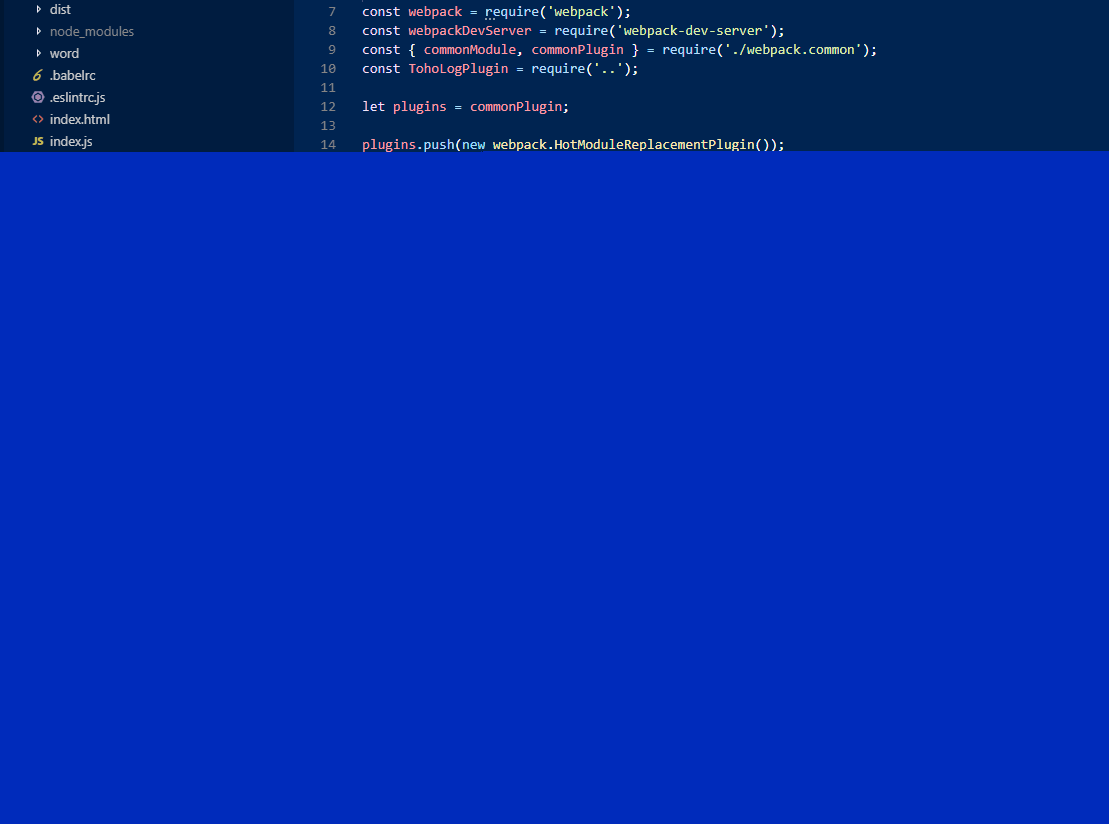 dist
node_modules
word
.babelrc
.eslintrc.js
index.html
JS index.js
7 const webpack = require('webpack');
8 const webpackDevServer = require('webpack-dev-server');
9 const { commonModule, commonPlugin } = require('./webpack.common');
10 const TohoLogPlugin = require('..');
11
12 let plugins = commonPlugin;
13
14 plugins.push(new webpack.HotModuleReplacementPlugin());